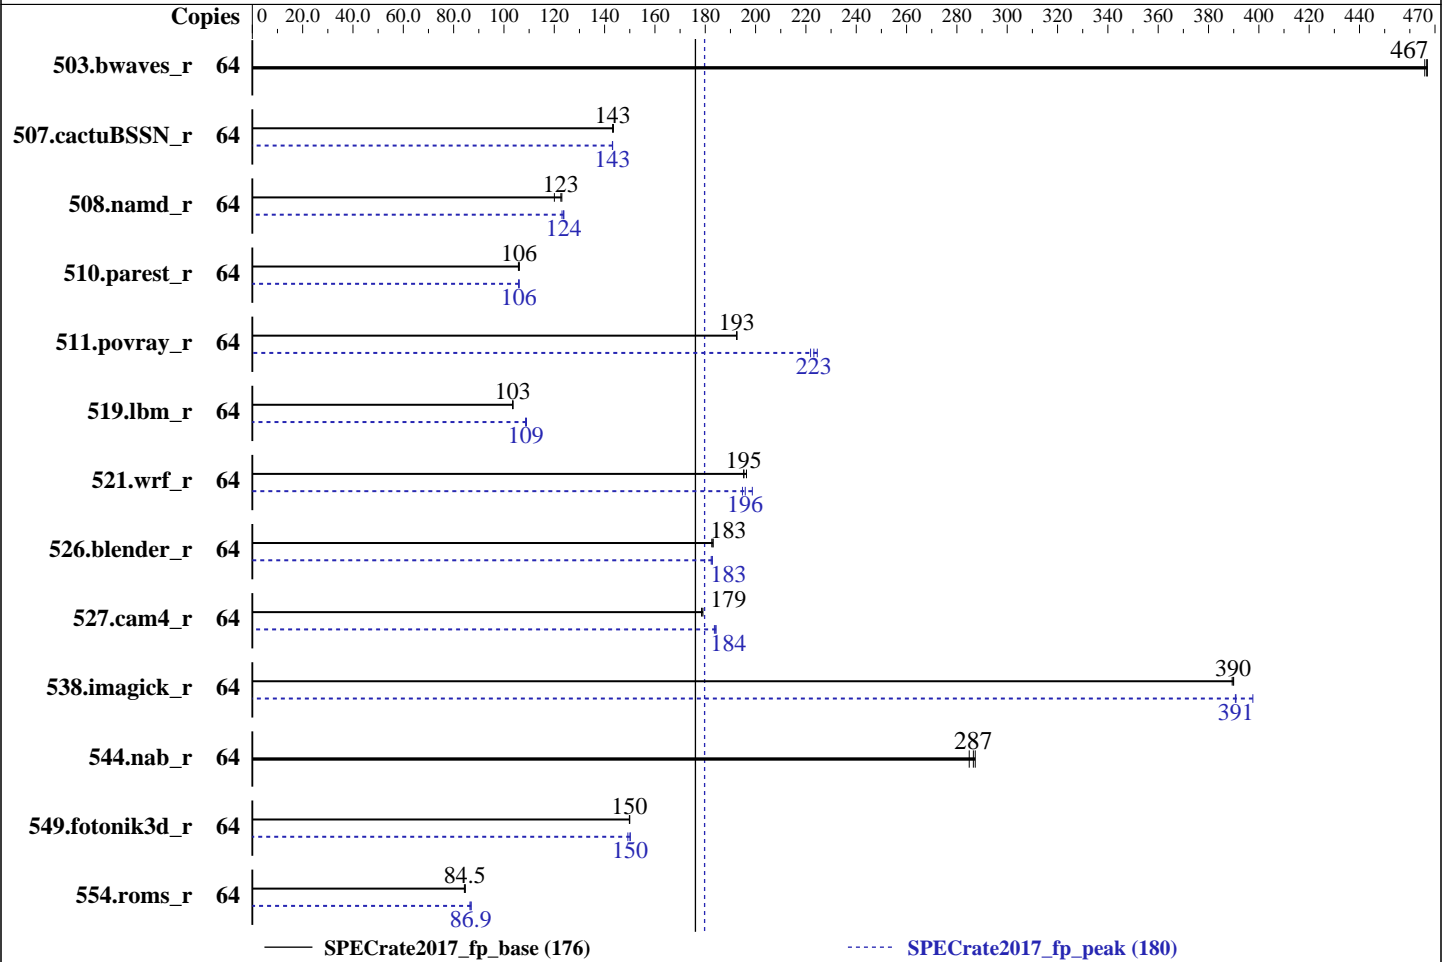 Copies 0 20.0 40.0 60.0 80.0 100 120 140 160 180 200 220 240 260 280 300 320 340 360 380 400 420 440 470
503.bwaves_r 64 467
507.cactuBSSN_r 64 143
143
508.namd_r 64 123
124
510.parest_r 64 106
106
511.povray_r 64 193
223
519.lbm_r 64 103
109
521.wrf_r 64 195
196
526.blender_r 64 183
183
527.cam4_r 64 179
184
538.imagick_r 64 390
391
544.nab_r 64 287
549.fotonik3d_r 64 150
150
554.roms_r 64 84.5
86.9
SPECrate2017_fp_base (176) SPECrate2017_fp_peak (180)